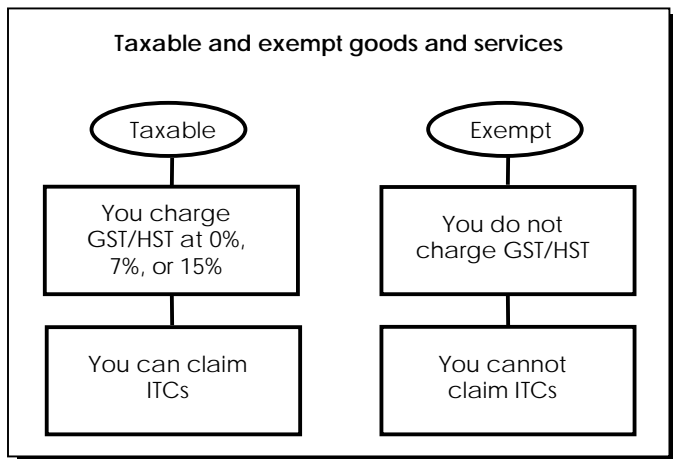 Taxable and exempt goods and services
Taxable
You charge
GST/HST at 0%,
7%, or 15%
You can claim
ITCs
Exempt
You do not
charge GST/HST
You cannot
claim ITCs